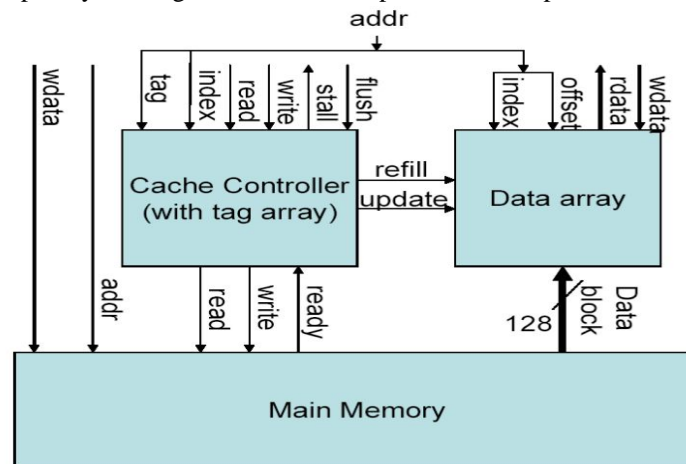 addr
wdata
addr
tag
index
read
write
stall
flush
index
offset
rdata
wdata
Cache Controller
(with tag array)
refill
update
Data array
read
write
ready
128
Data
block
Main Memory